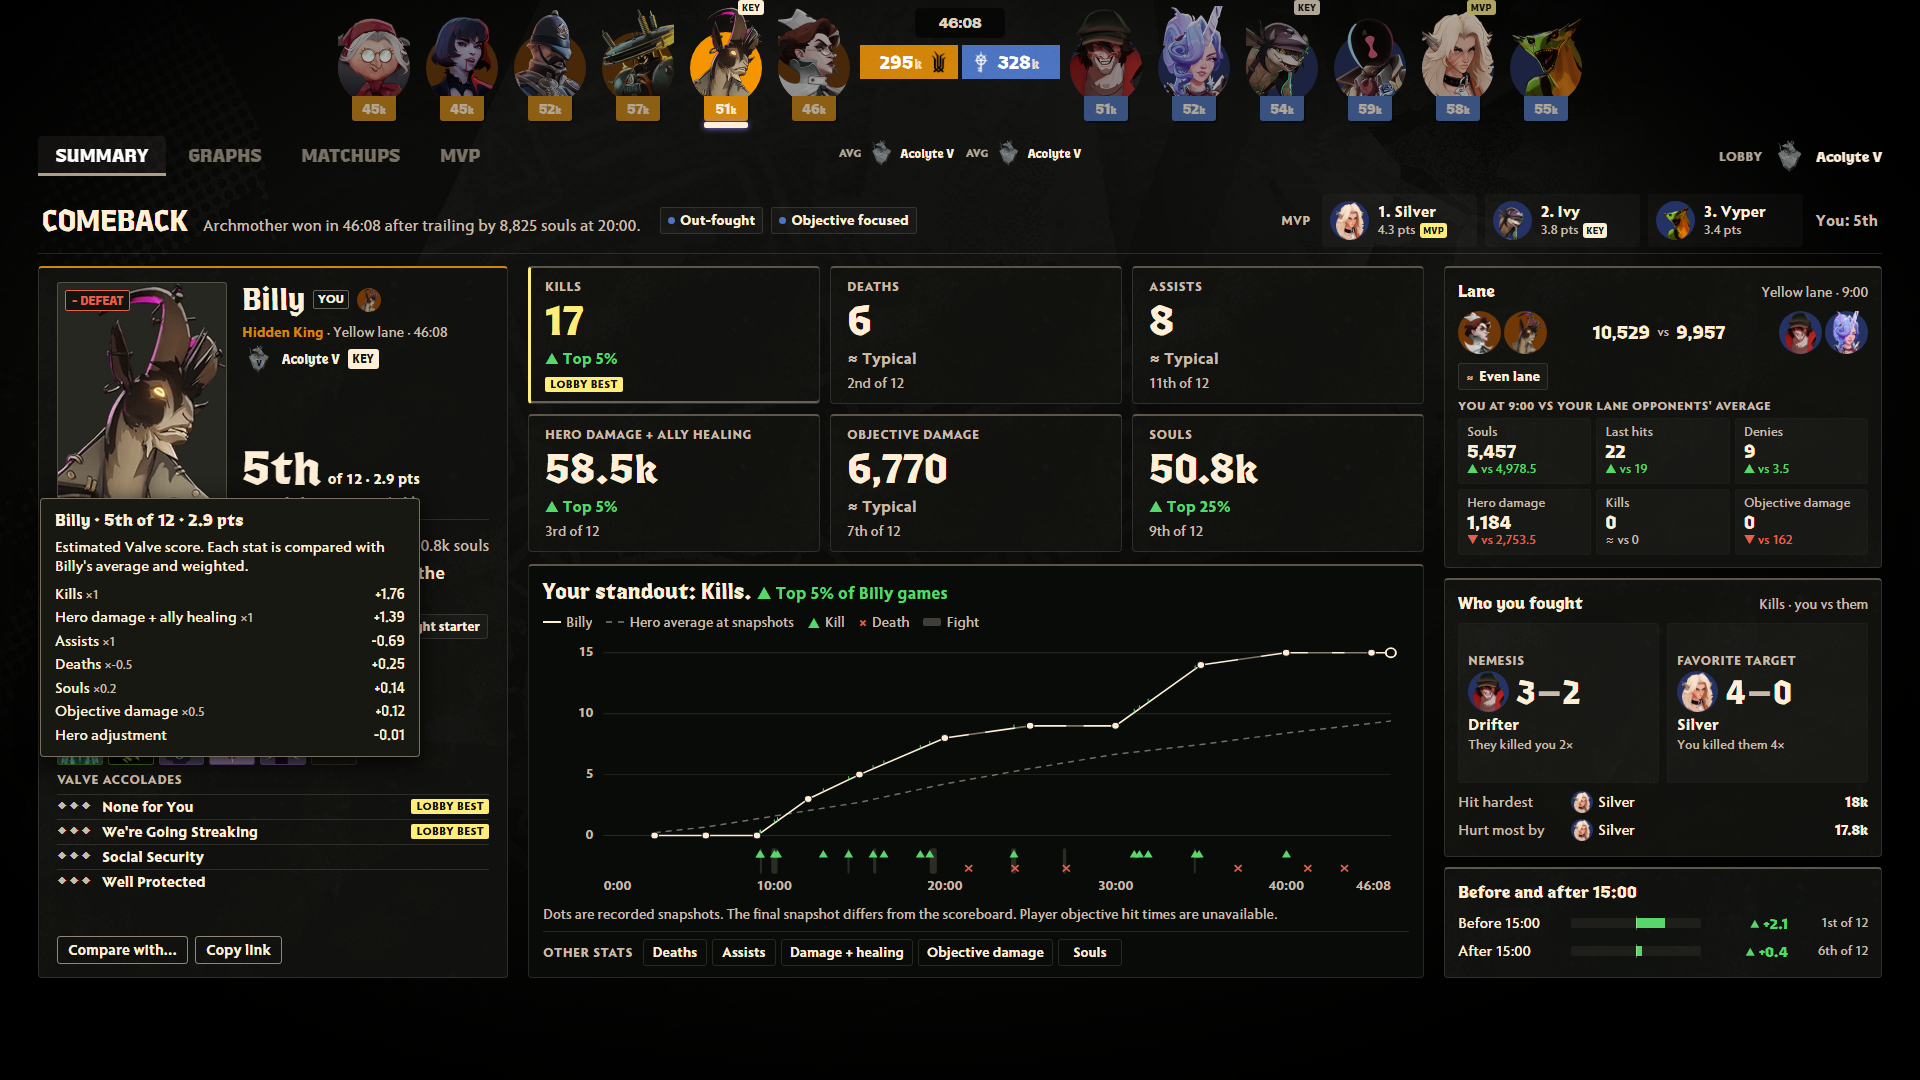 KEY
KEY
MVP
46:08
295k
328k
45k
45k
52k
57k
51k
46k
51k
52k
54k
59k
58k
55k
SUMMARY GRAPHS MATCHUPS MVP
AVG Acolyte V AVG Acolyte V
LOBBY Acolyte V
COMEBACK Archmother won in 46:08 after trailing by 8,825 souls at 20:00.
Out-fought
Objective focused
MVP
1. Silver
4.3 pts MVP
2. Ivy
3.8 pts KEY
3. Vyper
3.4 pts
You: 5th
- DEFEAT
Billy YOU
Hidden King · Yellow lane · 46:08
Acolyte V KEY
5th of 12 · 2.9 pts
0.8k souls
the
ht starter
Billy · 5th of 12 · 2.9 pts
Estimated Valve score. Each stat is compared with
Billy's average and weighted.
Kills ×1 +1.76
Hero damage + ally healing ×1 +1.39
Assists ×1 -0.69
Deaths ×-0.5 +0.25
Souls ×0.2 +0.14
Objective damage ×0.5 +0.12
Hero adjustment -0.01
VALVE ACCOLADES
None for You LOBBY BEST
We're Going Streaking LOBBY BEST
Social Security
Well Protected
Compare with... Copy link
KILLS
17
▲ Top 5%
LOBBY BEST
DEATHS
6
≈ Typical
2nd of 12
ASSISTS
8
≈ Typical
11th of 12
HERO DAMAGE + ALLY HEALING
58.5k
▲ Top 5%
3rd of 12
OBJECTIVE DAMAGE
6,770
≈ Typical
7th of 12
SOULS
50.8k
▲ Top 25%
9th of 12
Your standout: Kills. ▲ Top 5% of Billy games
Billy Hero average at snapshots ▲ Kill × Death Fight
15
10
5
0
0:00 10:00 20:00 30:00 40:00 46:08
Dots are recorded snapshots. The final snapshot differs from the scoreboard. Player objective hit times are unavailable.
OTHER STATS Deaths Assists Damage + healing Objective damage Souls
Lane Yellow lane · 9:00
10,529 vs 9,957
≈ Even lane
YOU AT 9:00 VS YOUR LANE OPPONENTS' AVERAGE
Souls
5,457
▲ vs 4,978.5
Last hits
22
▲ vs 19
Denies
9
▲ vs 3.5
Hero damage
1,184
▼ vs 2,753.5
Kills
0
≈ vs 0
Objective damage
0
▼ vs 162
Who you fought Kills · you vs them
NEMESIS
3–2
Drifter
They killed you 2×
FAVORITE TARGET
4–0
Silver
You killed them 4×
Hit hardest Silver 18k
Hurt most by Silver 17.8k
Before and after 15:00
Before 15:00 ▲ +2.1 1st of 12
After 15:00 ▲ +0.4 6th of 12